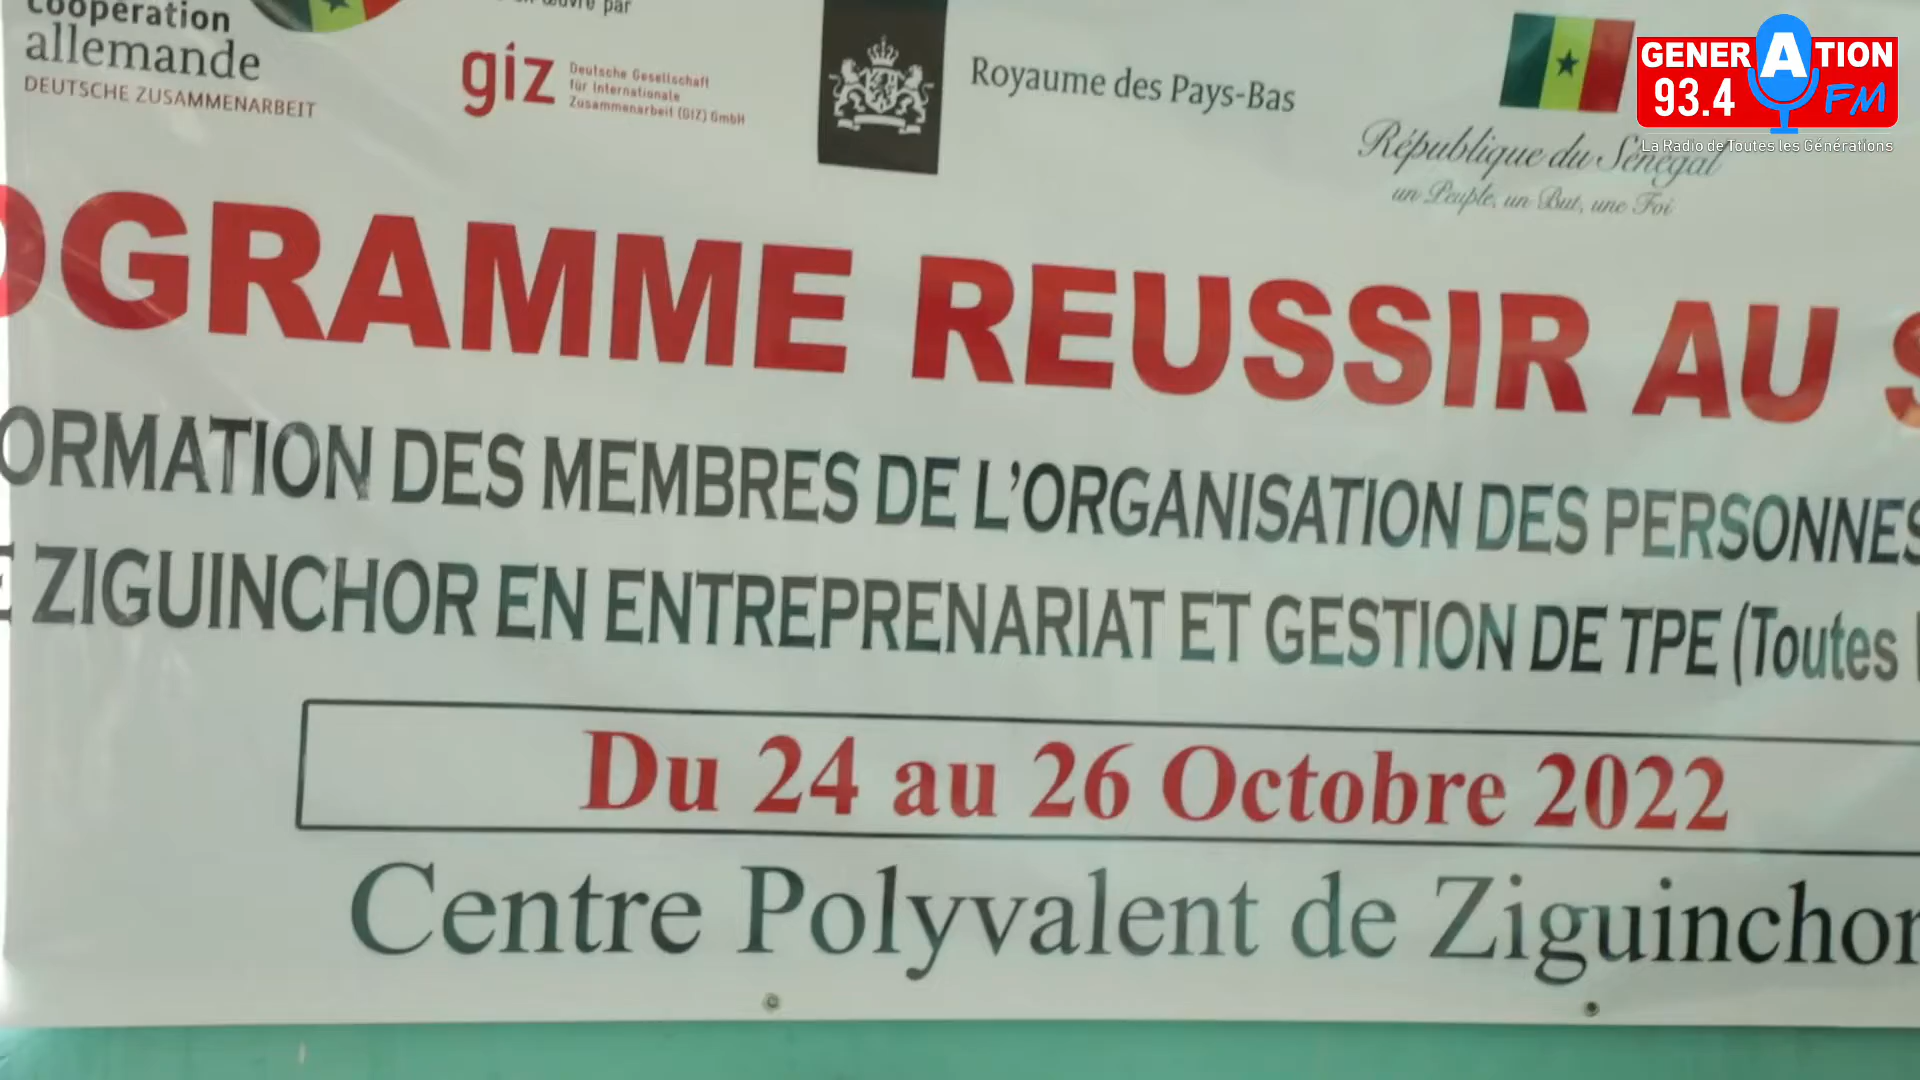 coopération
allemande
DEUTSCHE ZUSAMMENARBEIT
par
giz
Deutsche Gesellschaft
für Internationale
Zusammenarbeit (GIZ) GmbH
Royaume des Pays-Bas
République du Sénégal
un Peuple, un But, une Foi
GENERATION
93.4 FM
La Radio de Toutes les Générations
OGRAMME REUSSIR AU S
ORMATION DES MEMBRES DE L'ORGANISATION DES PERSONNES
E ZIGUINCHOR EN ENTREPRENARIAT ET GESTION DE TPE (Toutes
Du 24 au 26 Octobre 2022
Centre Polyvalent de Ziguinchor